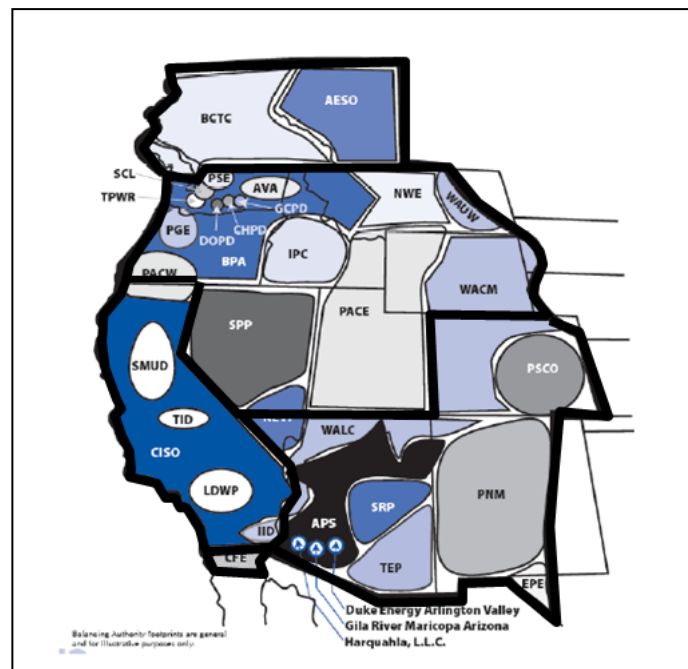 BCTC
AESO
SCL
PSE
TPWR
AVA
NWE
WAUW
GCPD
PGE
DOPD
CHPD
IPC
BPA
PACW
WACM
SPP
PACE
SMUD
PSCO
TID
WALC
CISO
LDWP
SRP
PNM
IID
APS
CFE
TEP
EPE
Duke Energy Arlington Valley
Gila River Maricopa Arizona
Harquahla, L.L.C.
Balancing Authority Footprints are general
and for illustrative purposes only.